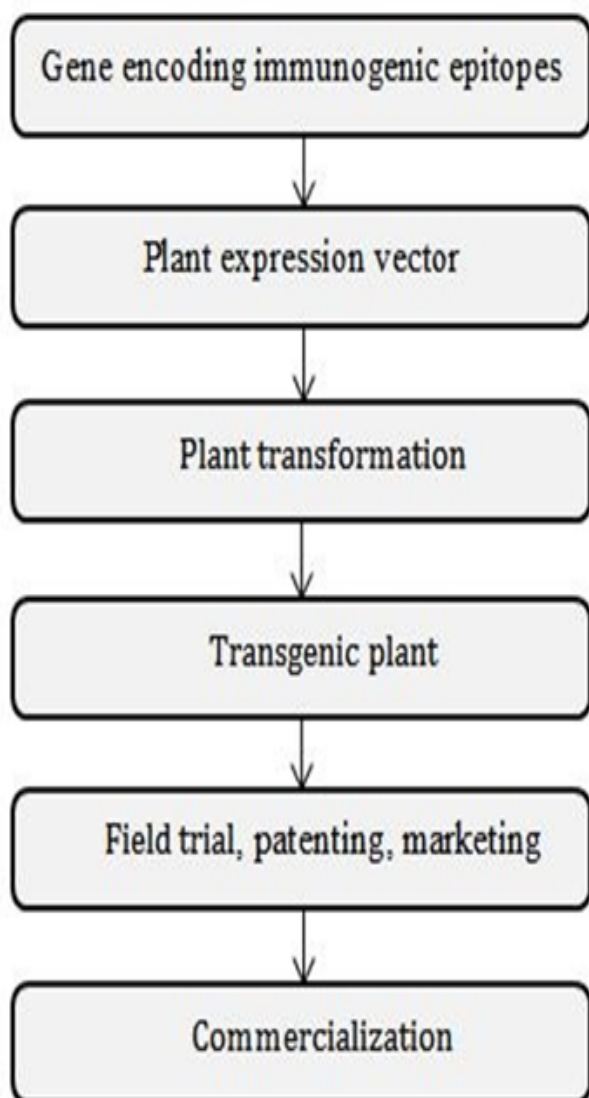 Gene encoding immunogenic epitopes
Plant expression vector
Plant transformation
Transgenic plant
Field trial, patenting, marketing
Commercialization